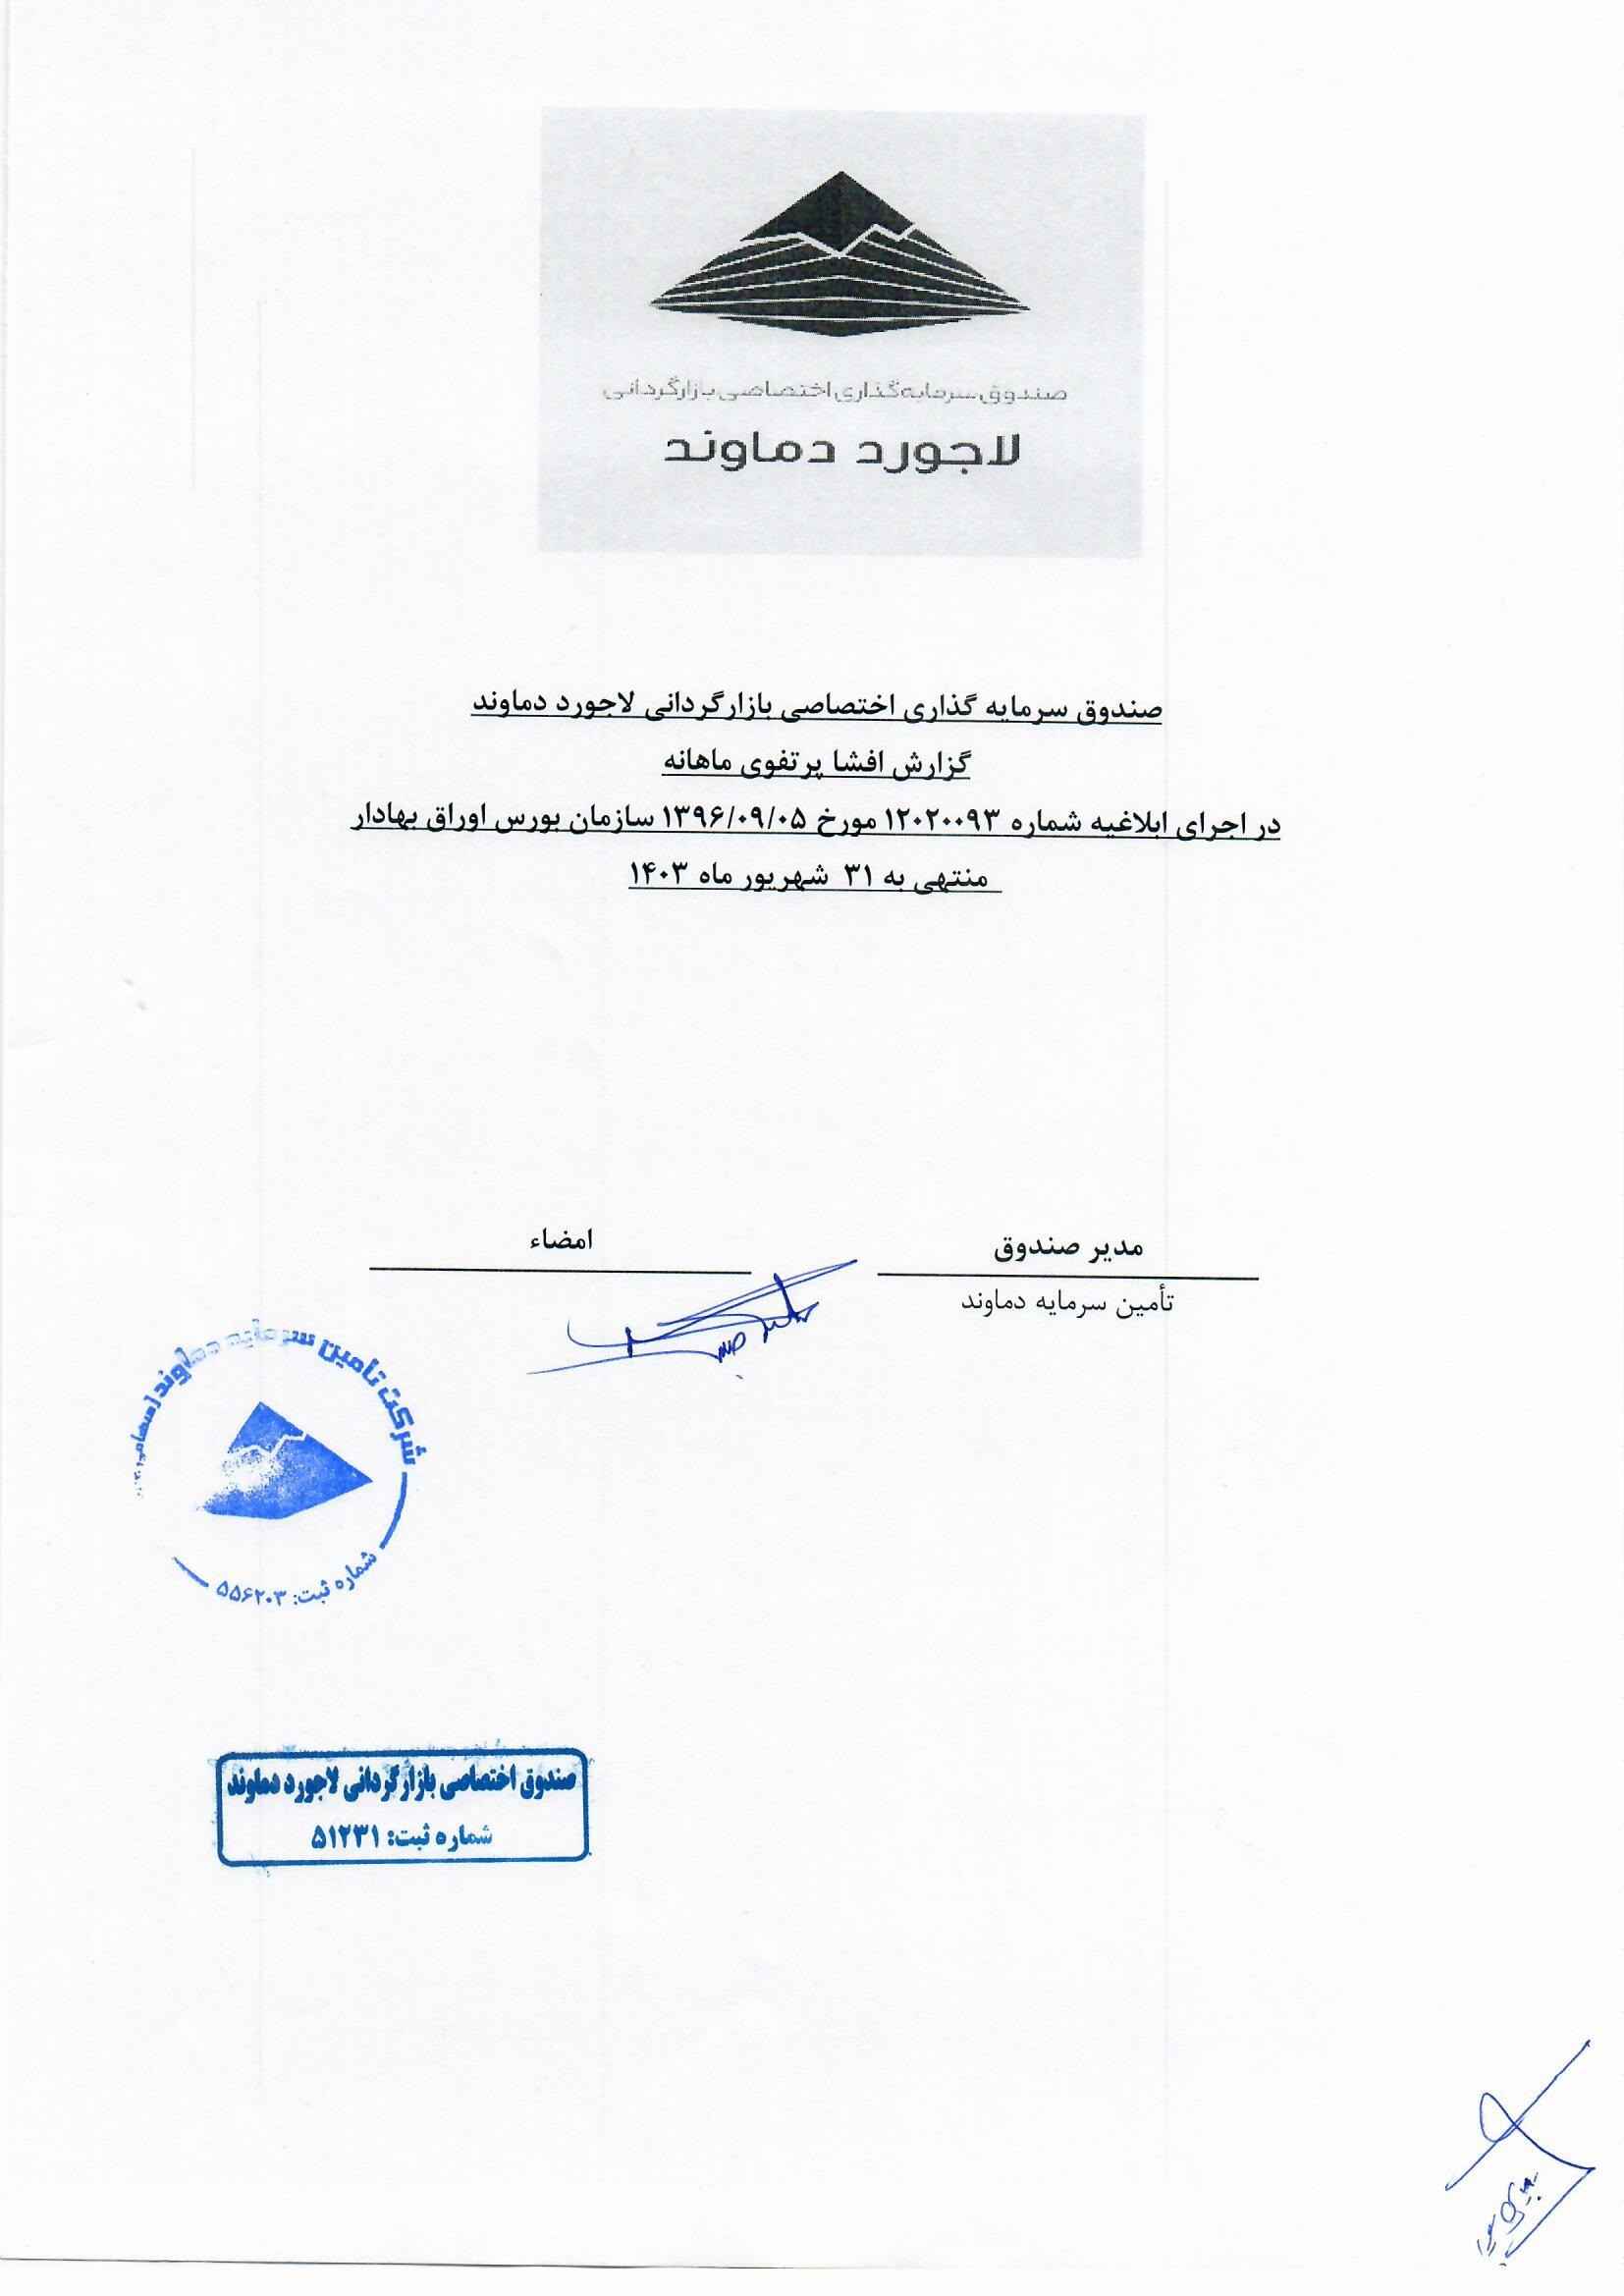 صندوق سرمایه‌گذاری اختصاصی بازارگردانی
لاجورد دماوند
صندوق سرمایه گذاری اختصاصی بازارگردانی لاجورد دماوند
گزارش افشا پرتفوی ماهانه
در اجرای ابلاغیه شماره ۱۲۰۲۰۰۹۳ مورخ ۱۳۹۶/۰۹/۰۵ سازمان بورس اوراق بهادار
منتهی به ۳۱ شهریور ماه ۱۴۰۳
مدیر صندوق
امضاء
تأمین سرمایه دماوند
شرکت تأمین سرمایه دماوند
شماره ثبت: ۵۵۶۲۰۳
صندوق اختصاصی بازارگردانی لاجورد دماوند
شماره ثبت: ۵۱۲۳۱